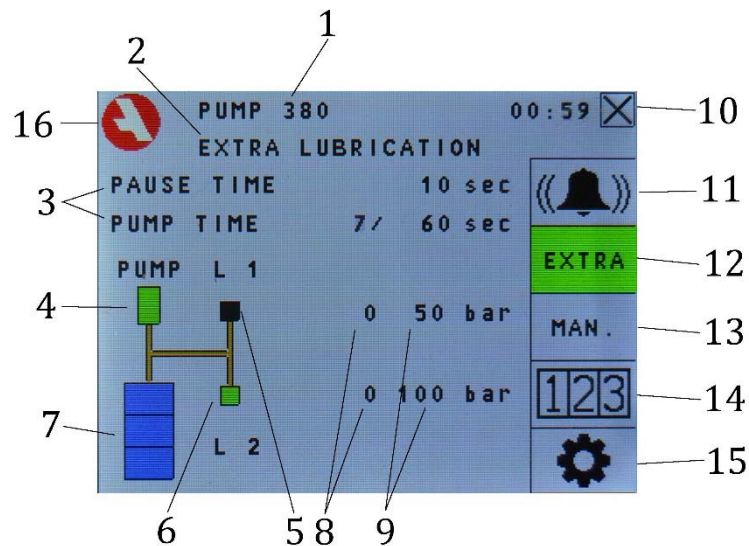 1
2
PUMP 380 00:59
10
16
EXTRA LUBRICATION
3
PAUSE TIME 10 sec
11
PUMP TIME 7/ 60 sec
EXTRA
12
PUMP L 1
4
0 50 bar
MAN.
13
0 100 bar
123
14
7
L 2
15
6
5
8
9